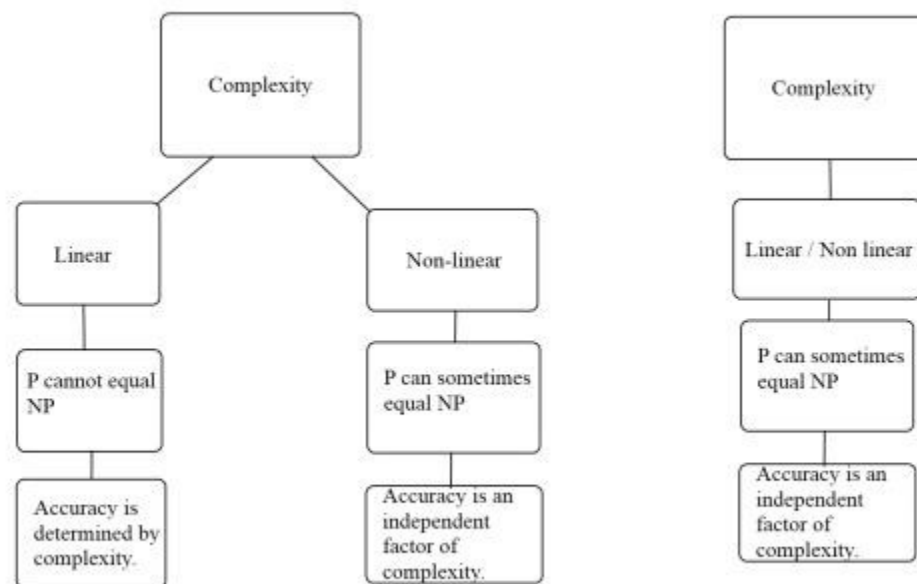 Complexity
Linear
P cannot equal
NP
Accuracy is
determined by
complexity.
Non-linear
P can sometimes
equal NP
Accuracy is an
independent
factor of
complexity.
Complexity
Linear / Non linear
P can sometimes
equal NP
Accuracy is an
independent
factor of
complexity.